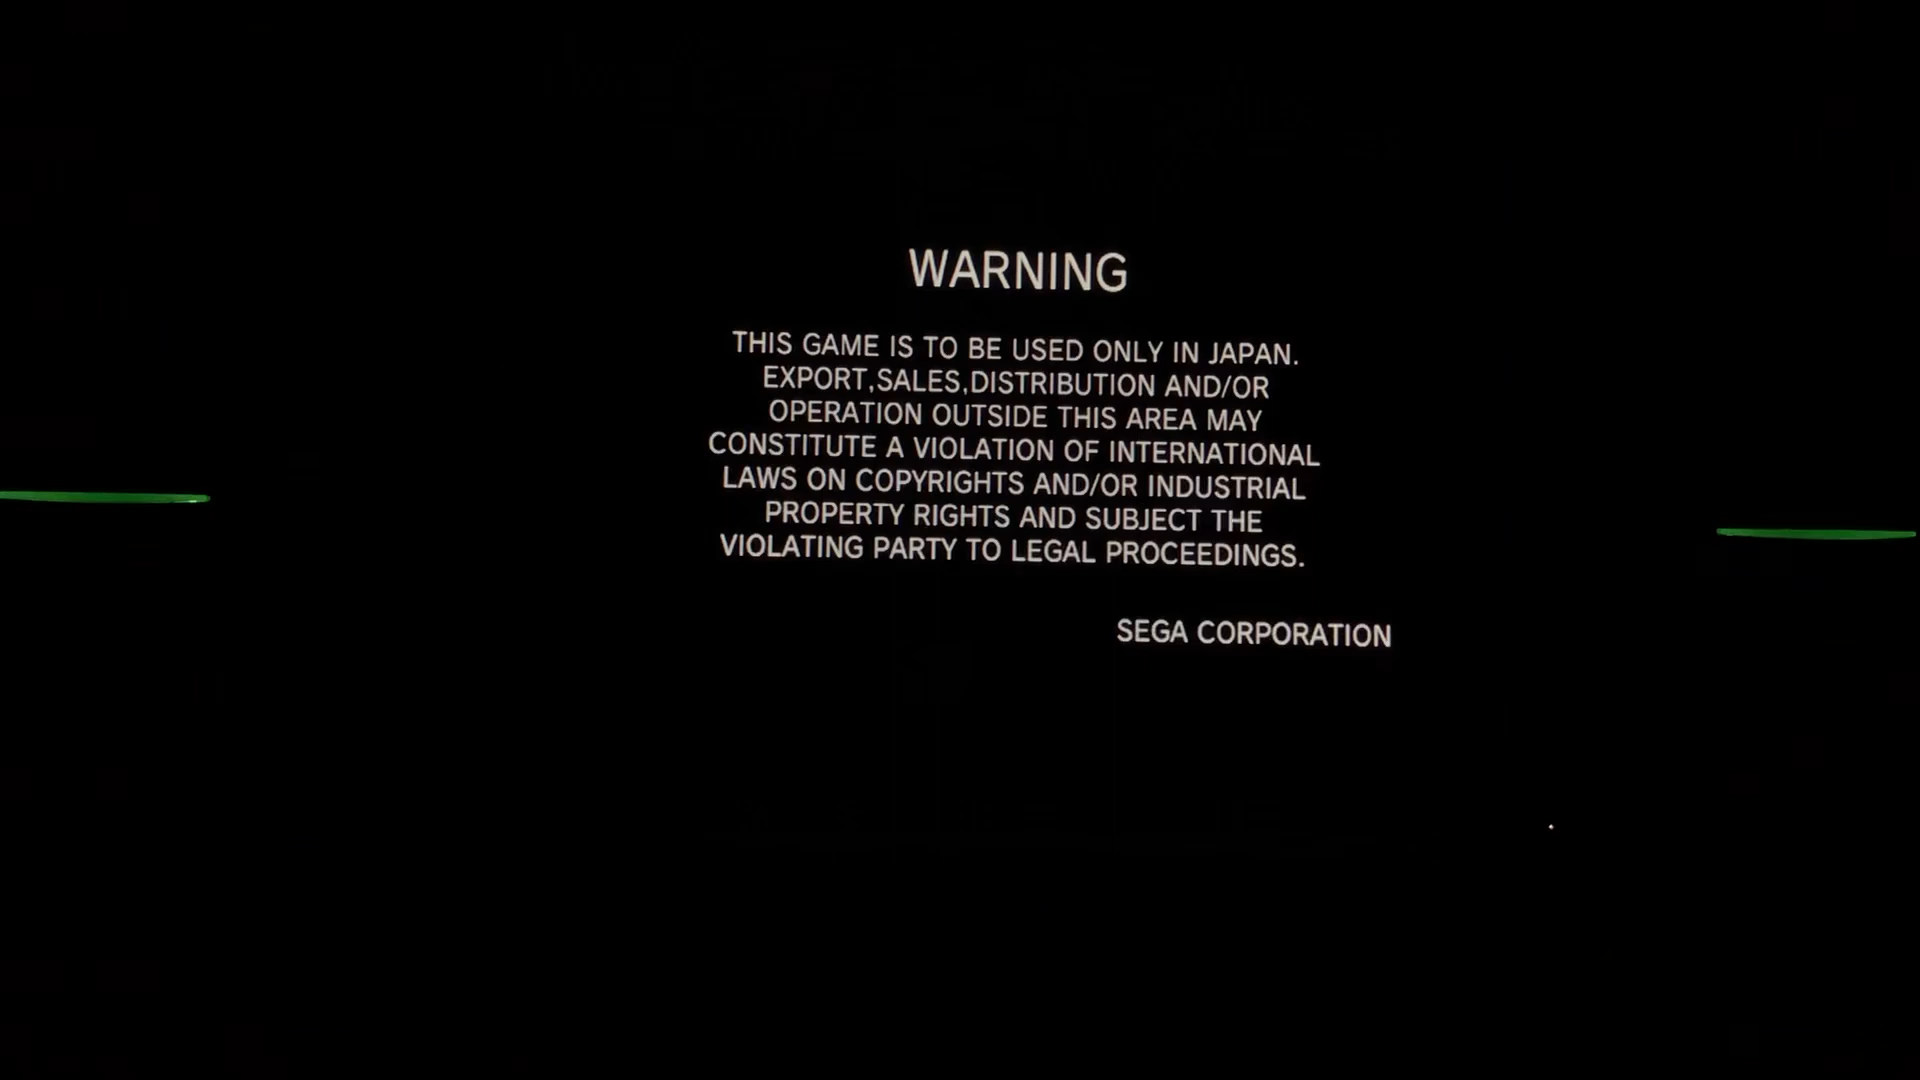 WARNING
THIS GAME IS TO BE USED ONLY IN JAPAN.
EXPORT,SALES,DISTRIBUTION AND/OR
OPERATION OUTSIDE THIS AREA MAY
CONSTITUTE A VIOLATION OF INTERNATIONAL
LAWS ON COPYRIGHTS AND/OR INDUSTRIAL
PROPERTY RIGHTS AND SUBJECT THE
VIOLATING PARTY TO LEGAL PROCEEDINGS.
SEGA CORPORATION